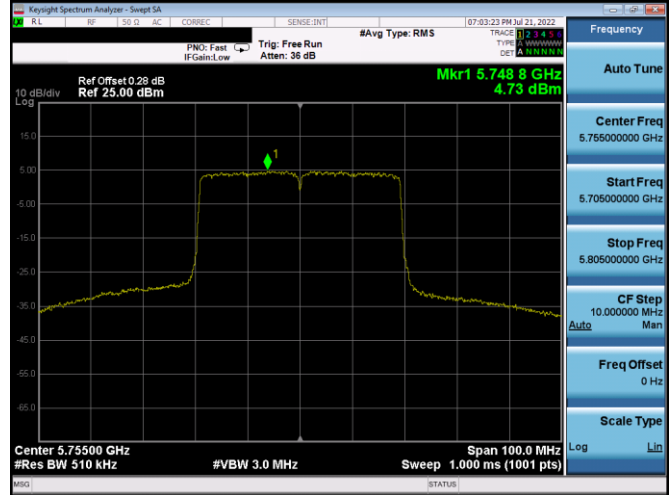 Keysight Spectrum Analyzer - Swept SA
LXI RL RF 50 Ω AC CORREC SENSE:INT 07:03:23 PM Jul 21, 2022
#Avg Type: RMS TRACE 1 2 3 4 5 6
PNO: Fast Trig: Free Run TYPE A WWWWW
IFGain:Low Atten: 36 dB DET A N N N N N
Ref Offset 0.28 dB Mkr1 5.748 8 GHz
10 dB/div Ref 25.00 dBm 4.73 dBm
Log
15.0
1
5.00
-5.00
-15.0
-25.0
-35.0
-45.0
-55.0
-65.0
Center 5.75500 GHz Span 100.0 MHz
#Res BW 510 kHz #VBW 3.0 MHz Sweep 1.000 ms (1001 pts)
MSG STATUS
Frequency
Auto Tune
Center Freq
5.755000000 GHz
Start Freq
5.705000000 GHz
Stop Freq
5.805000000 GHz
CF Step
10.000000 MHz
Auto Man
Freq Offset
0 Hz
Scale Type
Log Lin